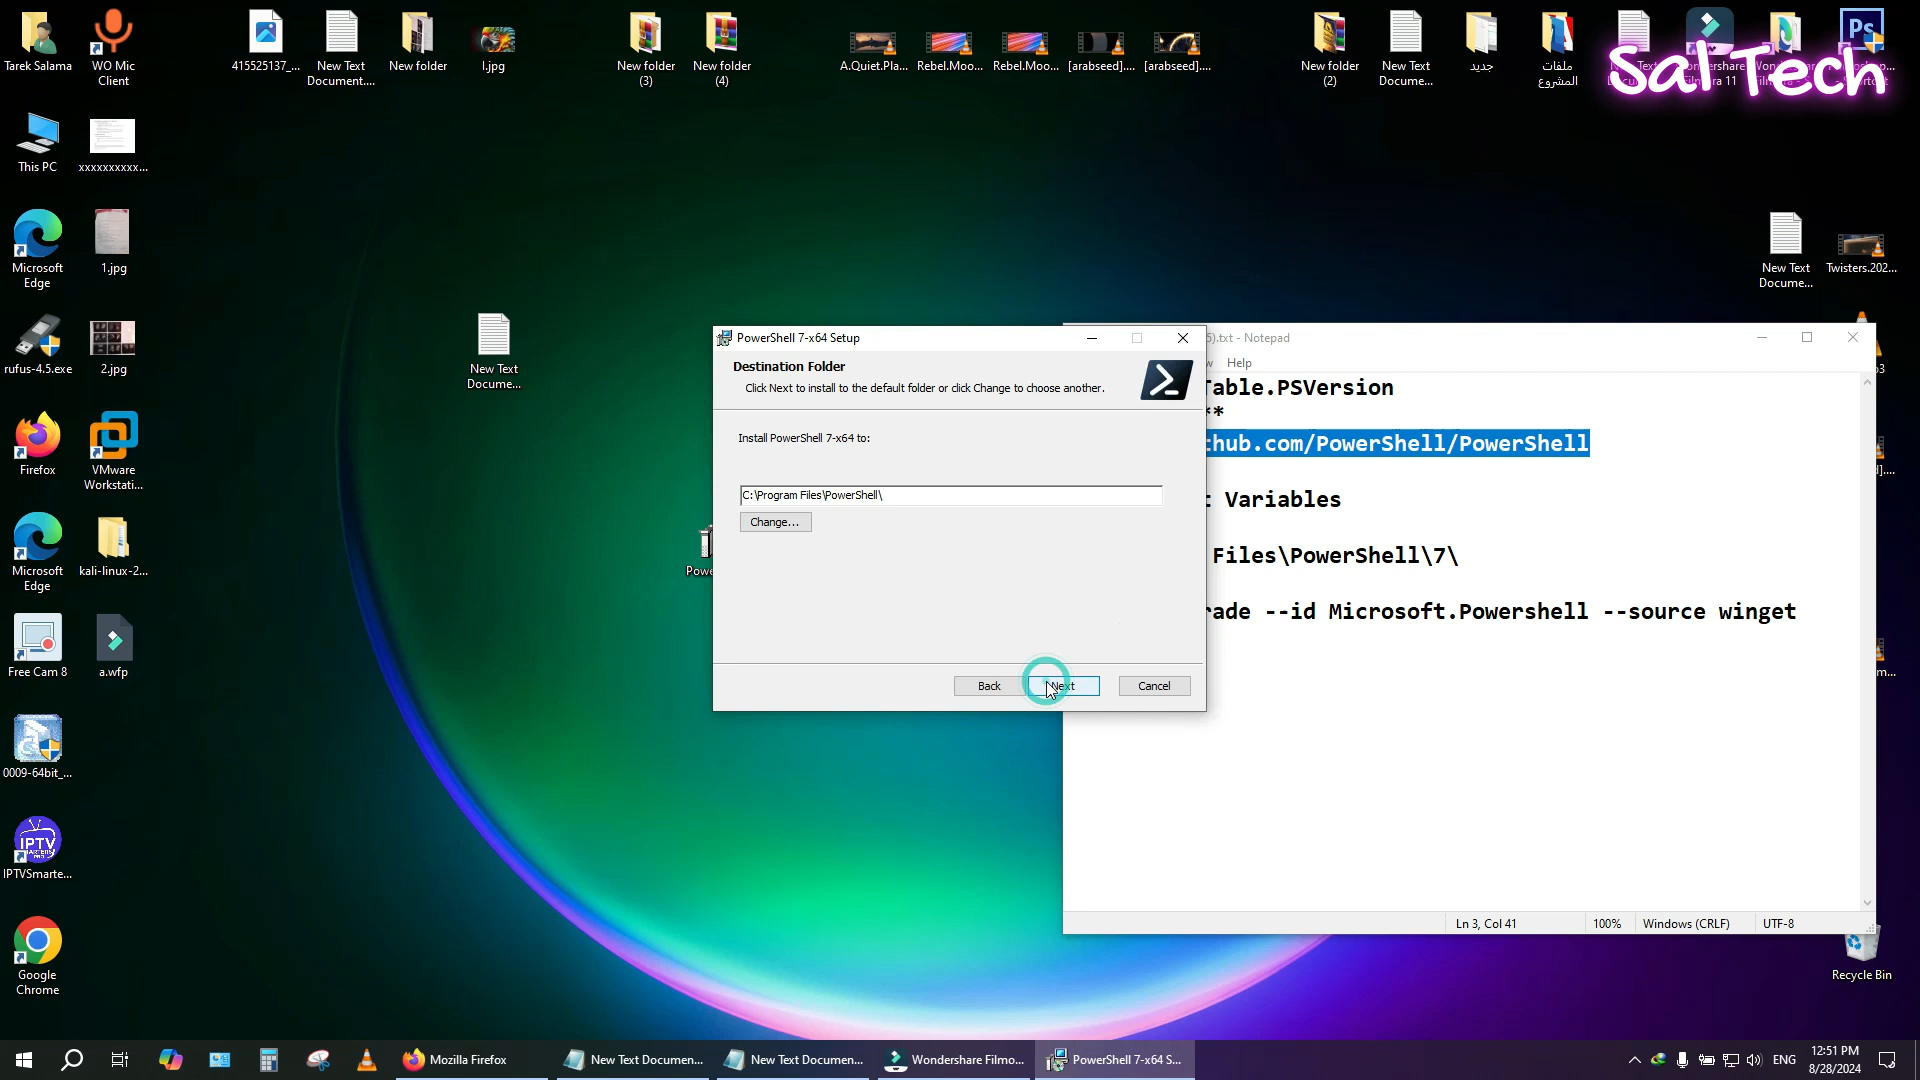 Tarek Salama
WO Mic
Client
415525137_...
New Text
Document....
New folder
l.jpg
New folder
(3)
New folder
(4)
A.Quiet.Pla...
Rebel.Moo...
Rebel.Moo...
[arabseed]....
[arabseed]....
New folder
(2)
New Text
Docume...
جديد
ملفات
المشروع
Sal Tech
This PC
xxxxxxxxxx...
Microsoft
Edge
1.jpg
New Text
Docume...
Twisters.202...
rufus-4.5.exe
2.jpg
New Text
Docume...
Firefox
VMware
Workstati...
Microsoft
Edge
kali-linux-2...
Free Cam 8
a.wfp
0009-64bit_...
IPTV
IPTVSmarte...
Google
Chrome
Recycle Bin
PowerShell 7-x64 Setup
Destination Folder
Click Next to install to the default folder or click Change to choose another.
Install PowerShell 7-x64 to:
C:\Program Files\PowerShell\
Change...
Back
Next
Cancel
.txt - Notepad
Help
Table.PSVersion
**
hub.com/PowerShell/PowerShell
Variables
Files\PowerShell\7\
rade --id Microsoft.Powershell --source winget
Ln 3, Col 41
100%
Windows (CRLF)
UTF-8
Mozilla Firefox
New Text Documen...
New Text Documen...
Wondershare Filmo...
PowerShell 7-x64 S...
ENG
12:51 PM
8/28/2024